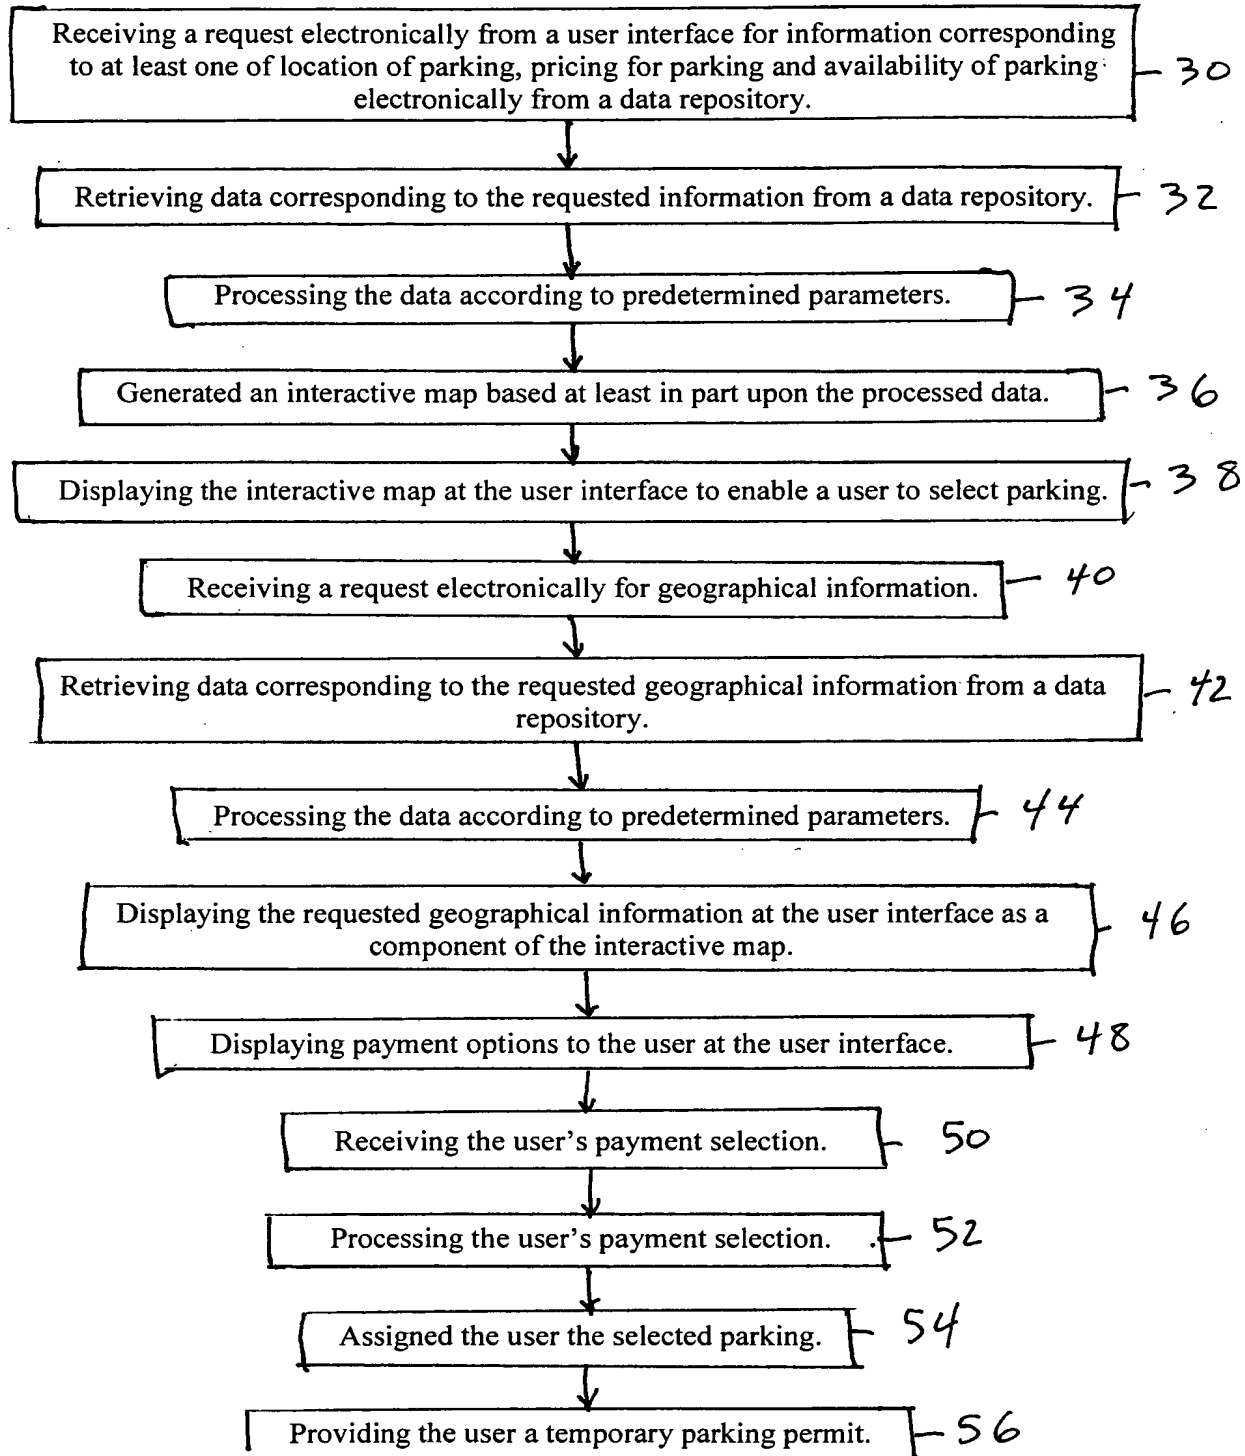 Receiving a request electronically from a user interface for information corresponding
to at least one of location of parking, pricing for parking and availability of parking
electronically from a data repository.
30
Retrieving data corresponding to the requested information from a data repository.
32
Processing the data according to predetermined parameters.
34
Generated an interactive map based at least in part upon the processed data.
36
Displaying the interactive map at the user interface to enable a user to select parking.
38
Receiving a request electronically for geographical information.
40
Retrieving data corresponding to the requested geographical information from a data
repository.
42
Processing the data according to predetermined parameters.
44
Displaying the requested geographical information at the user interface as a
component of the interactive map.
46
Displaying payment options to the user at the user interface.
48
Receiving the user's payment selection.
50
Processing the user's payment selection.
52
Assigned the user the selected parking.
54
Providing the user a temporary parking permit.
56